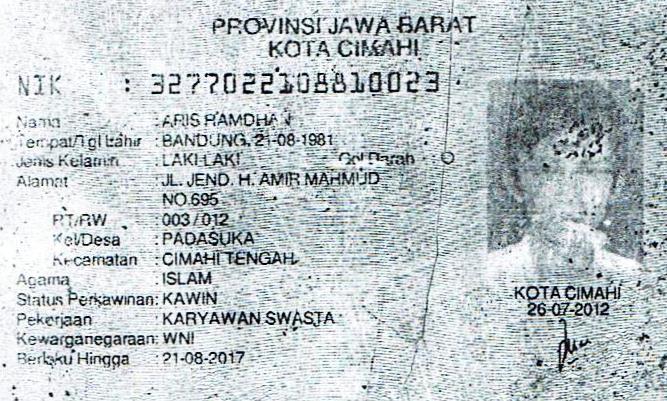 PROVINSI JAWA BARAT
KOTA CIMAHI
NIK : 3277022108810023
Nama : ARIS RAMDHAN
Tempat/Tgl Lahir : BANDUNG, 21-08-1981
Jenis Kelamin : LAKI-LAKI Gol Darah : O
Alamat : JL. JEND. H. AMIR MAHMUD
NO.695
RT/RW : 003 / 012
Kel/Desa : PADASUKA
Kecamatan : CIMAHI TENGAH
Agama : ISLAM
Status Perkawinan: KAWIN
Pekerjaan : KARYAWAN SWASTA
Kewarganegaraan: WNI
Berlaku Hingga : 21-08-2017
KOTA CIMAHI
26-07-2012